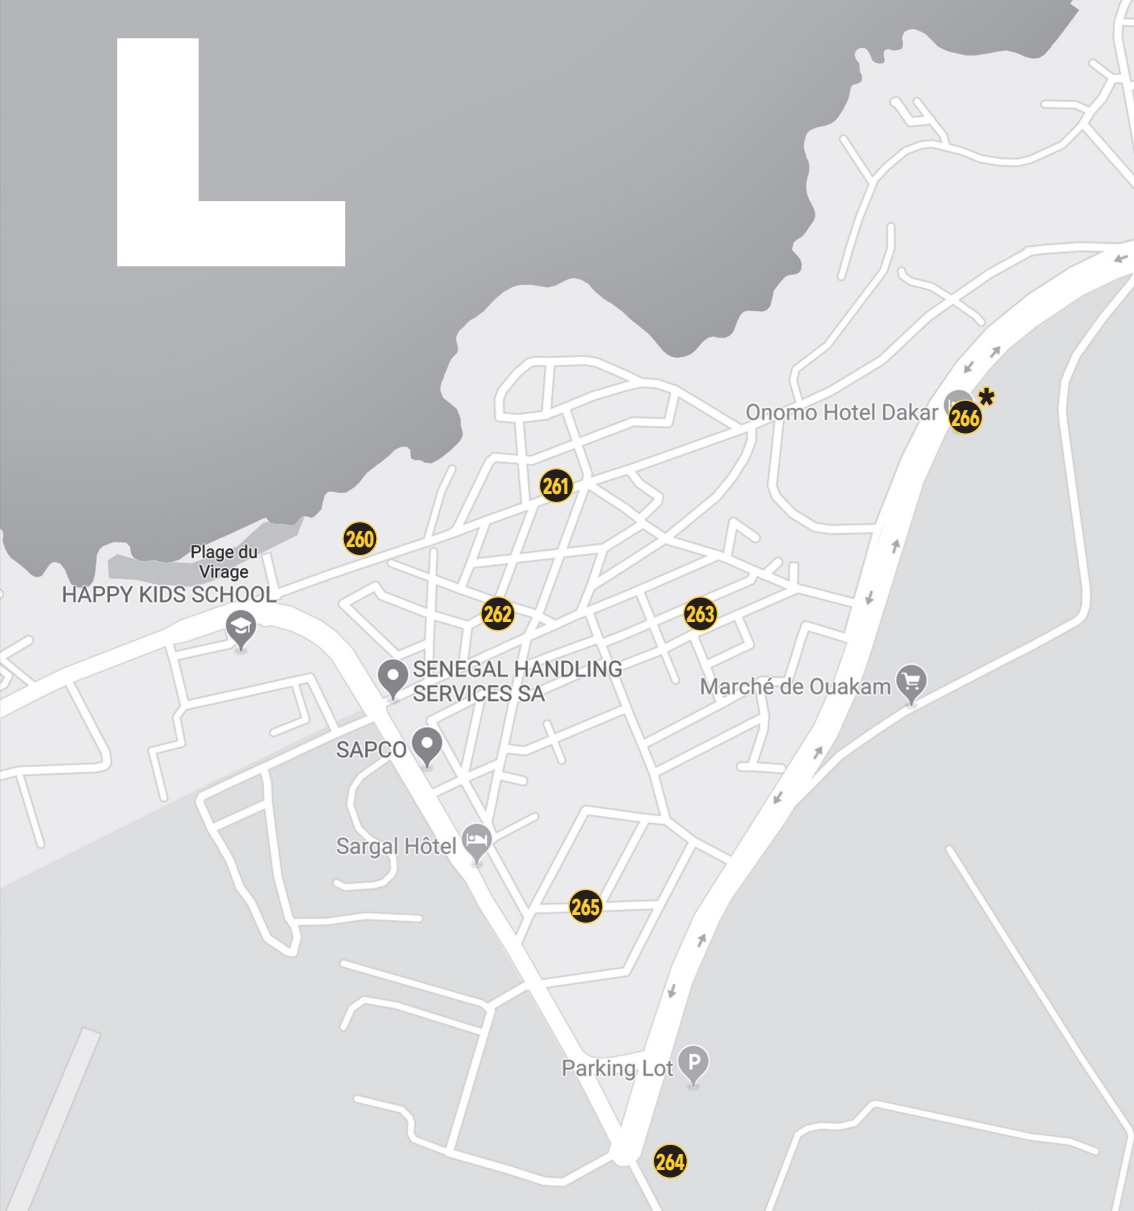 L
Onomo Hotel Dakar
266*
261
260
Plage du
Virage
HAPPY KIDS SCHOOL
262
263
SENEGAL HANDLING
SERVICES SA
Marché de Ouakam
SAPCO
Sargal Hôtel
265
Parking Lot
P
264